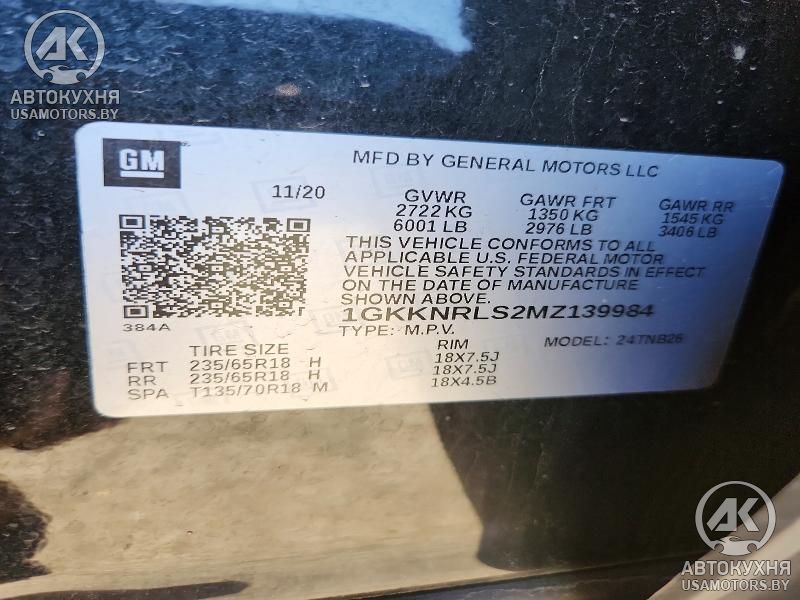 AK
АВТОКУХНЯ
USAMOTORS.BY
GM
MFD BY GENERAL MOTORS LLC
11/20 GVWR GAWR FRT GAWR RR
2722 KG 1350 KG 1545 KG
6001 LB 2976 LB 3406 LB
THIS VEHICLE CONFORMS TO ALL
APPLICABLE U.S. FEDERAL MOTOR
VEHICLE SAFETY STANDARDS IN EFFECT
ON THE DATE OF MANUFACTURE
SHOWN ABOVE.
1GKKNRLS2MZ139984
384A
TYPE: M.P.V. MODEL: 24TNB26
TIRE SIZE RIM
FRT 235/65R18 H 18X7.5J
RR 235/65R18 H 18X7.5J
SPA T135/70R18 M 18X4.5B
AK
АВТОКУХНЯ
USAMOTORS.BY